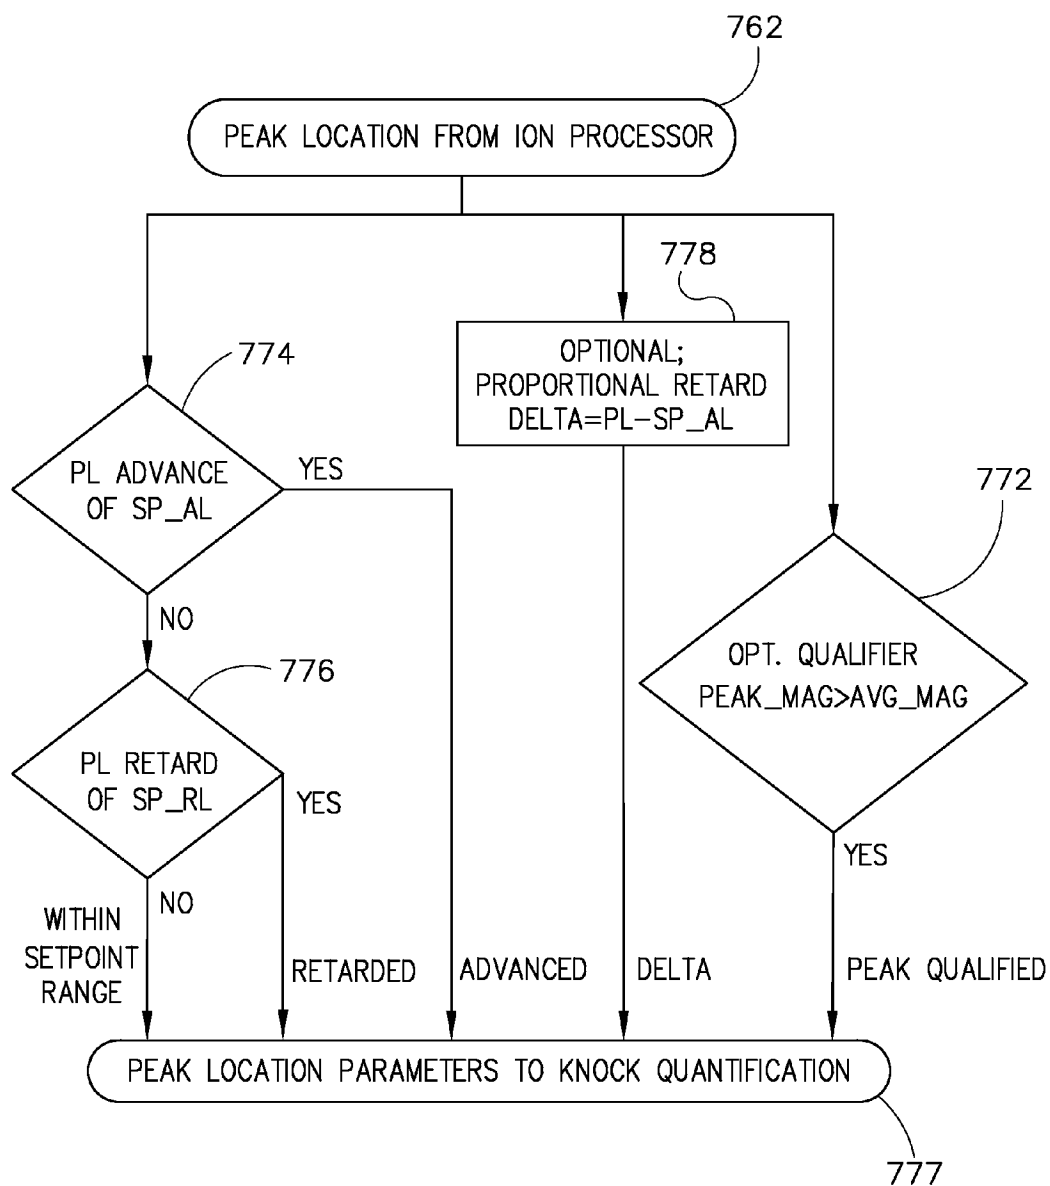 762
PEAK LOCATION FROM ION PROCESSOR
778
OPTIONAL;
PROPORTIONAL RETARD
DELTA=PL-SP_AL
774
PL ADVANCE
OF SP_AL
YES
NO
772
OPT. QUALIFIER
PEAK_MAG>AVG_MAG
YES
776
PL RETARD
OF SP_RL
YES
NO
WITHIN
SETPOINT
RANGE
RETARDED
ADVANCED
DELTA
PEAK QUALIFIED
PEAK LOCATION PARAMETERS TO KNOCK QUANTIFICATION
777